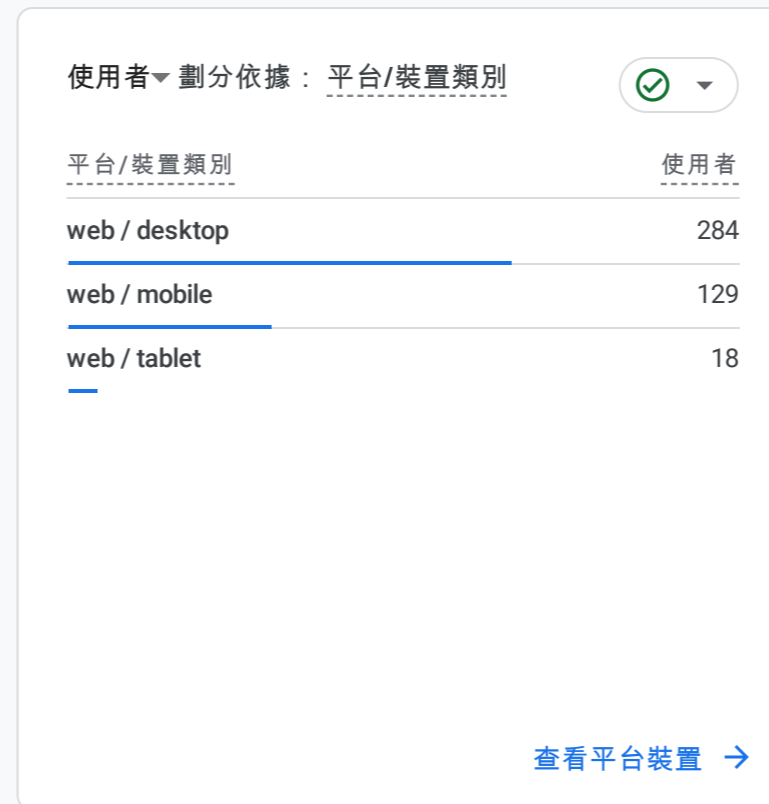 使用者 劃分依據： 平台/裝置類別
平台/裝置類別 使用者
web / desktop 284
web / mobile 129
web / tablet 18
查看平台裝置 →